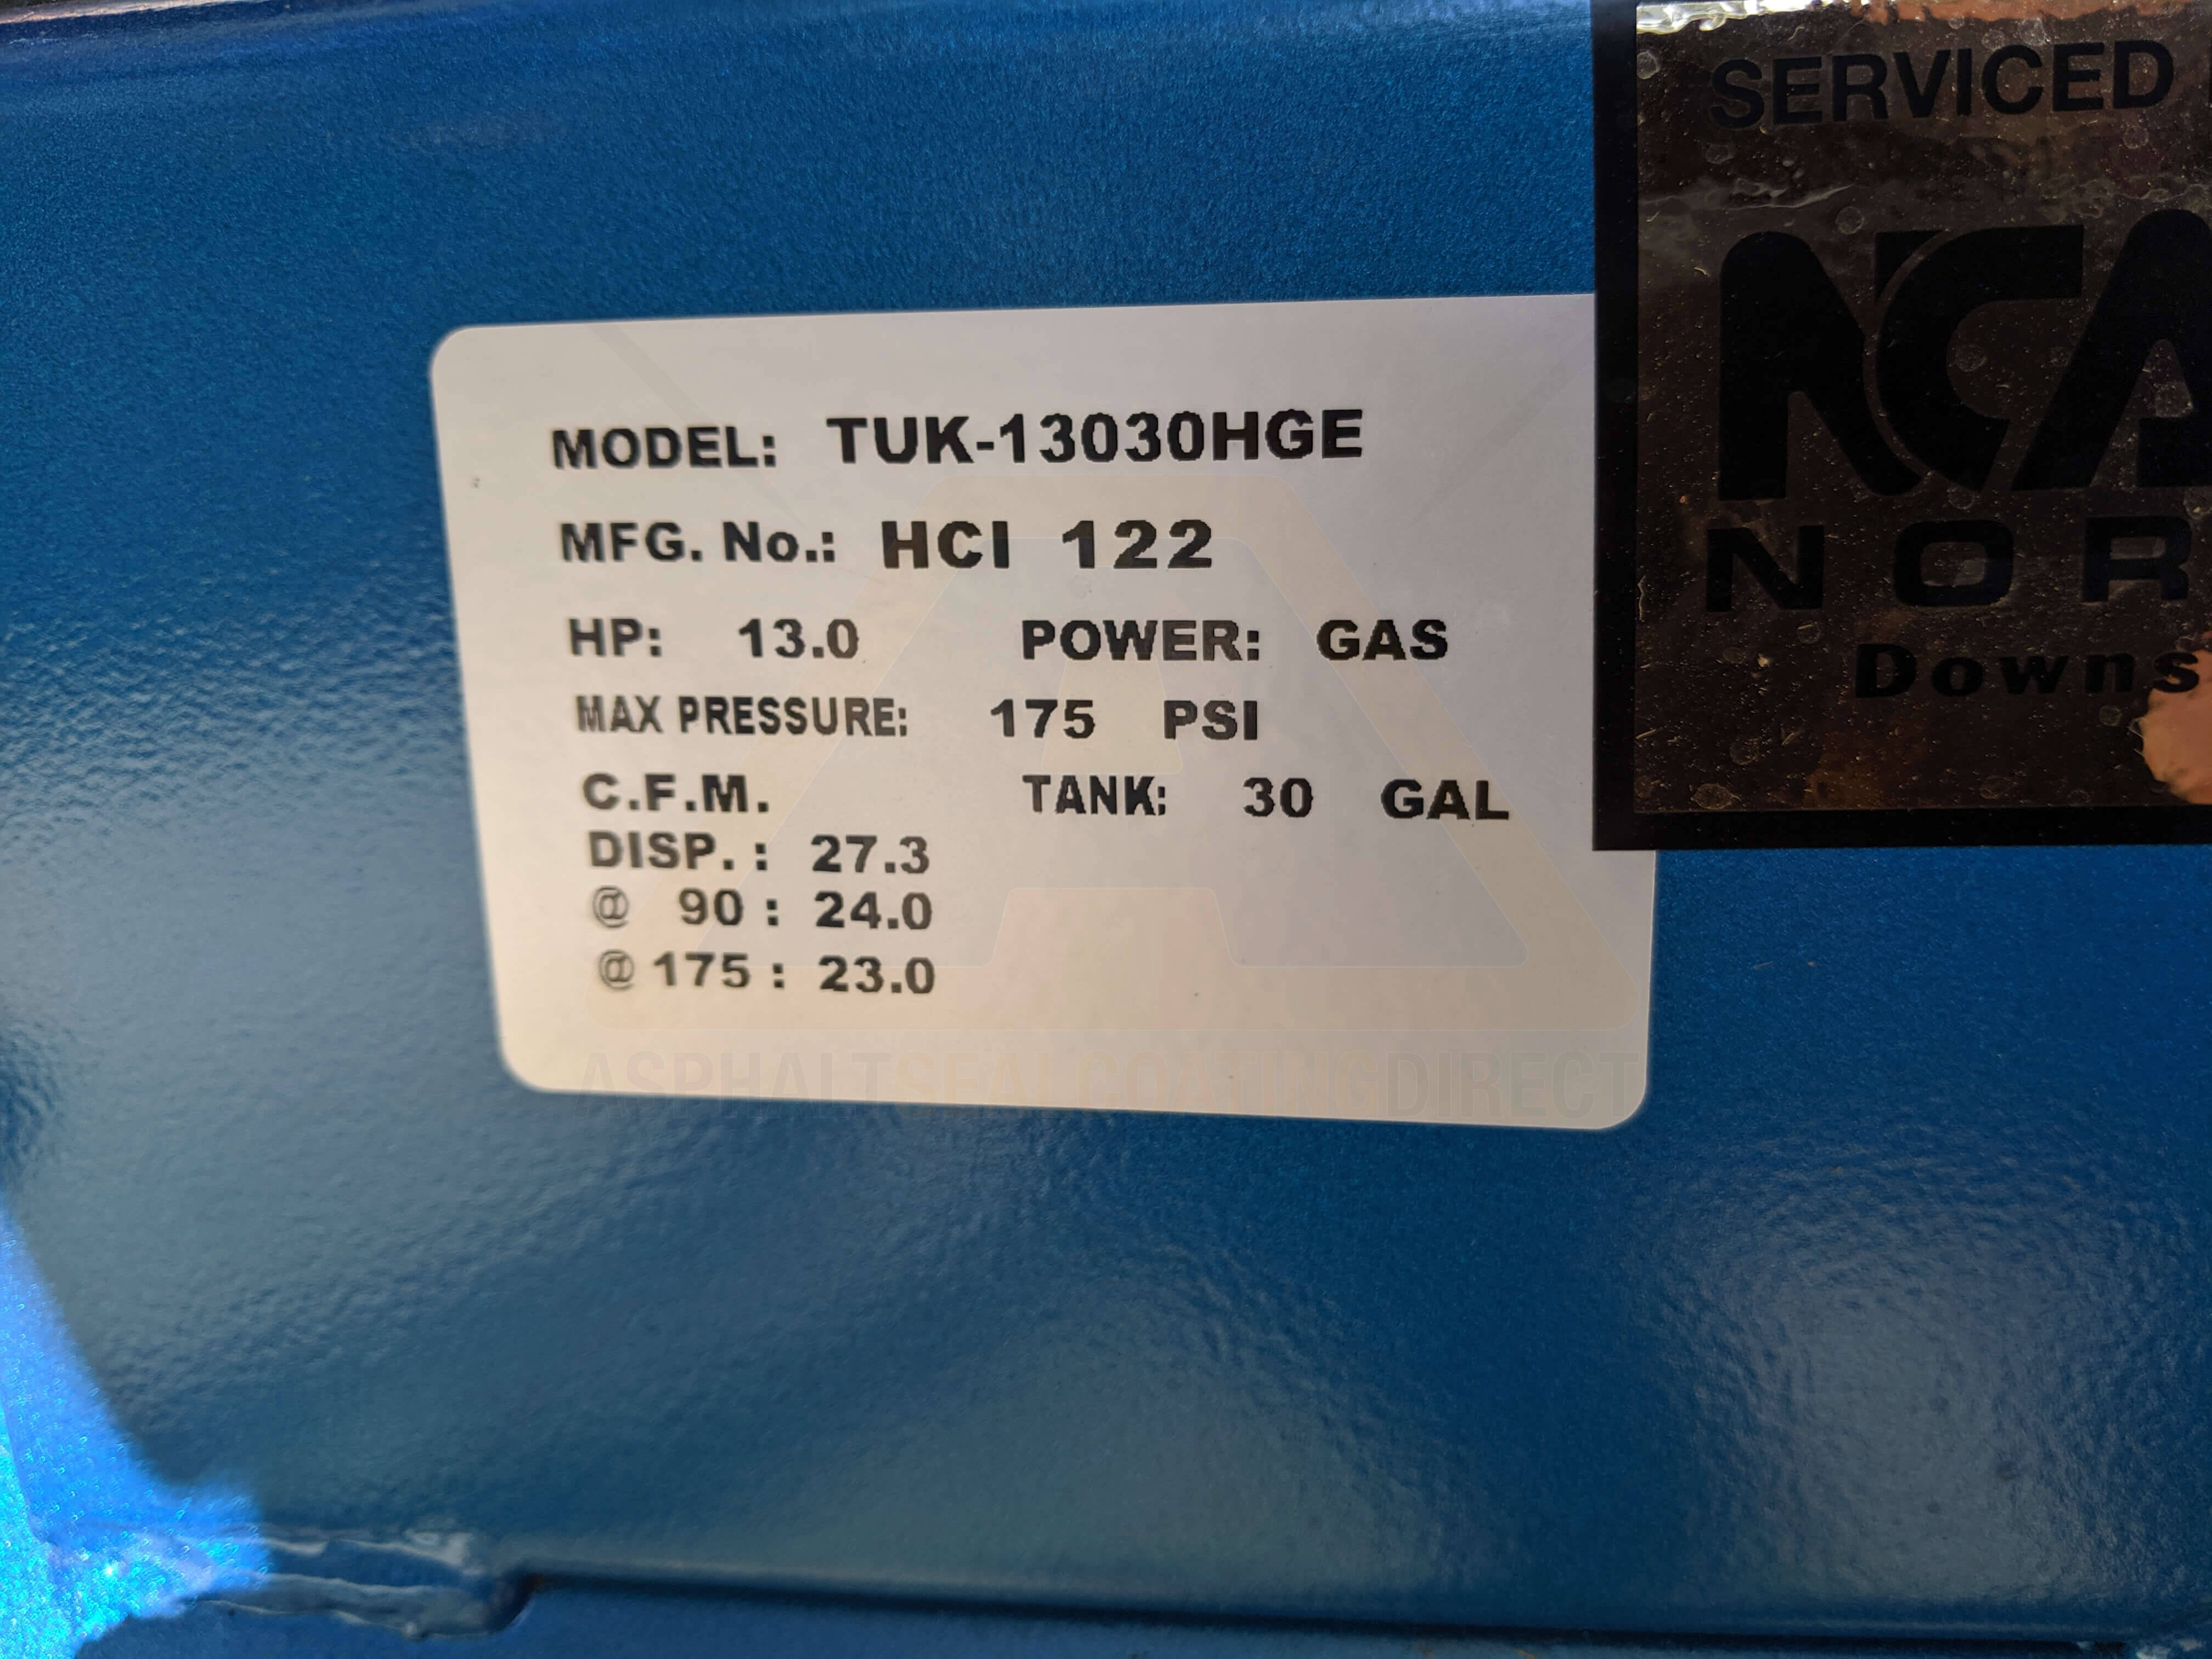 MODEL: TUK-13030HGE
MFG. No.: HCI 122
HP: 13.0 POWER: GAS
MAX PRESSURE: 175 PSI
C.F.M. TANK: 30 GAL
DISP. : 27.3
@ 90 : 24.0
@ 175 : 23.0
ASPHALTSEALCOATINGDIRECT
SERVICED
NCA
NOR
Downs